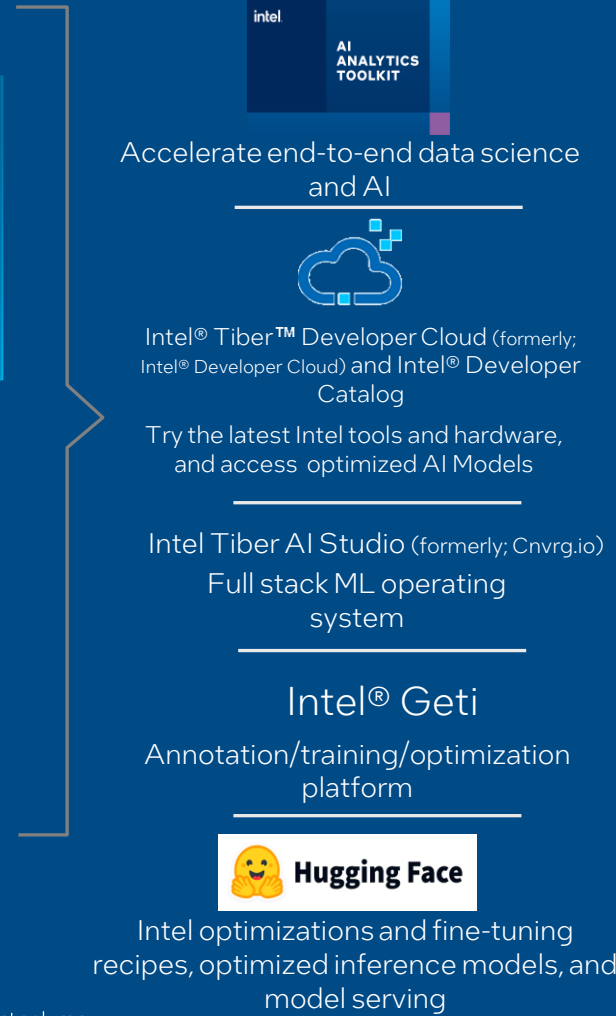 intel.
AI
ANALYTICS
TOOLKIT
Accelerate end-to-end data science
and AI
Intel® Tiber™ Developer Cloud (formerly;
Intel® Developer Cloud) and Intel® Developer
Catalog
Try the latest Intel tools and hardware,
and access optimized AI Models
Intel Tiber AI Studio (formerly; Cnvrg.io)
Full stack ML operating
system
Intel® Geti
Annotation/training/optimization
platform
Hugging Face
Intel optimizations and fine-tuning
recipes, optimized inference models, and
model serving